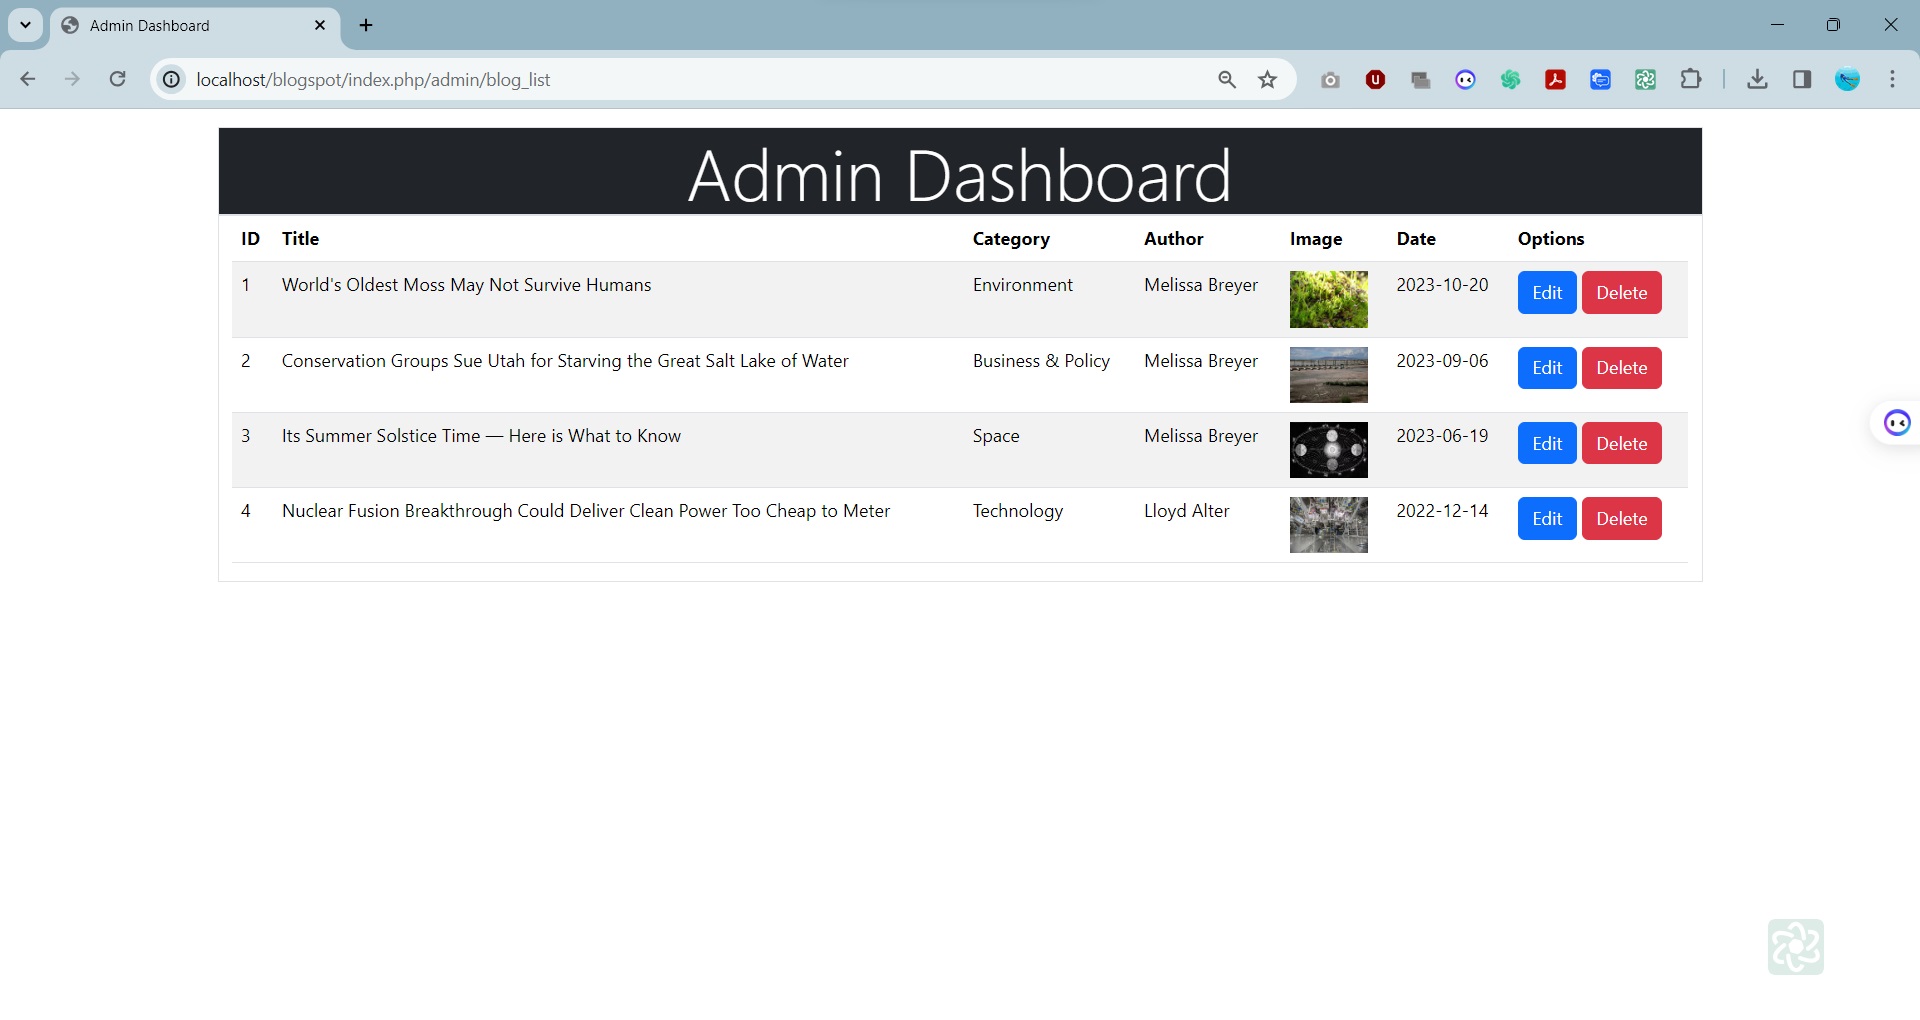 Admin Dashboard
localhost/blogspot/index.php/admin/blog_list
Admin Dashboard
ID Title Category Author Image Date Options
1 World's Oldest Moss May Not Survive Humans Environment Melissa Breyer 2023-10-20 Edit Delete
2 Conservation Groups Sue Utah for Starving the Great Salt Lake of Water Business & Policy Melissa Breyer 2023-09-06 Edit Delete
3 Its Summer Solstice Time — Here is What to Know Space Melissa Breyer 2023-06-19 Edit Delete
4 Nuclear Fusion Breakthrough Could Deliver Clean Power Too Cheap to Meter Technology Lloyd Alter 2022-12-14 Edit Delete